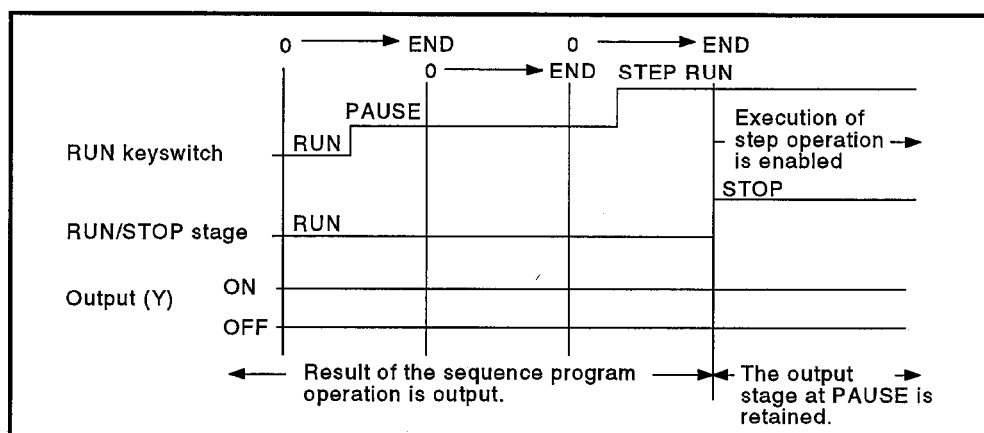 0 → END 0 → END
0 → END STEP RUN
PAUSE
Execution of
step operation
is enabled
RUN keyswitch RUN
STOP
RUN/STOP stage RUN
Output (Y) ON
OFF
Result of the sequence program
operation is output.
The output
stage at PAUSE is
retained.